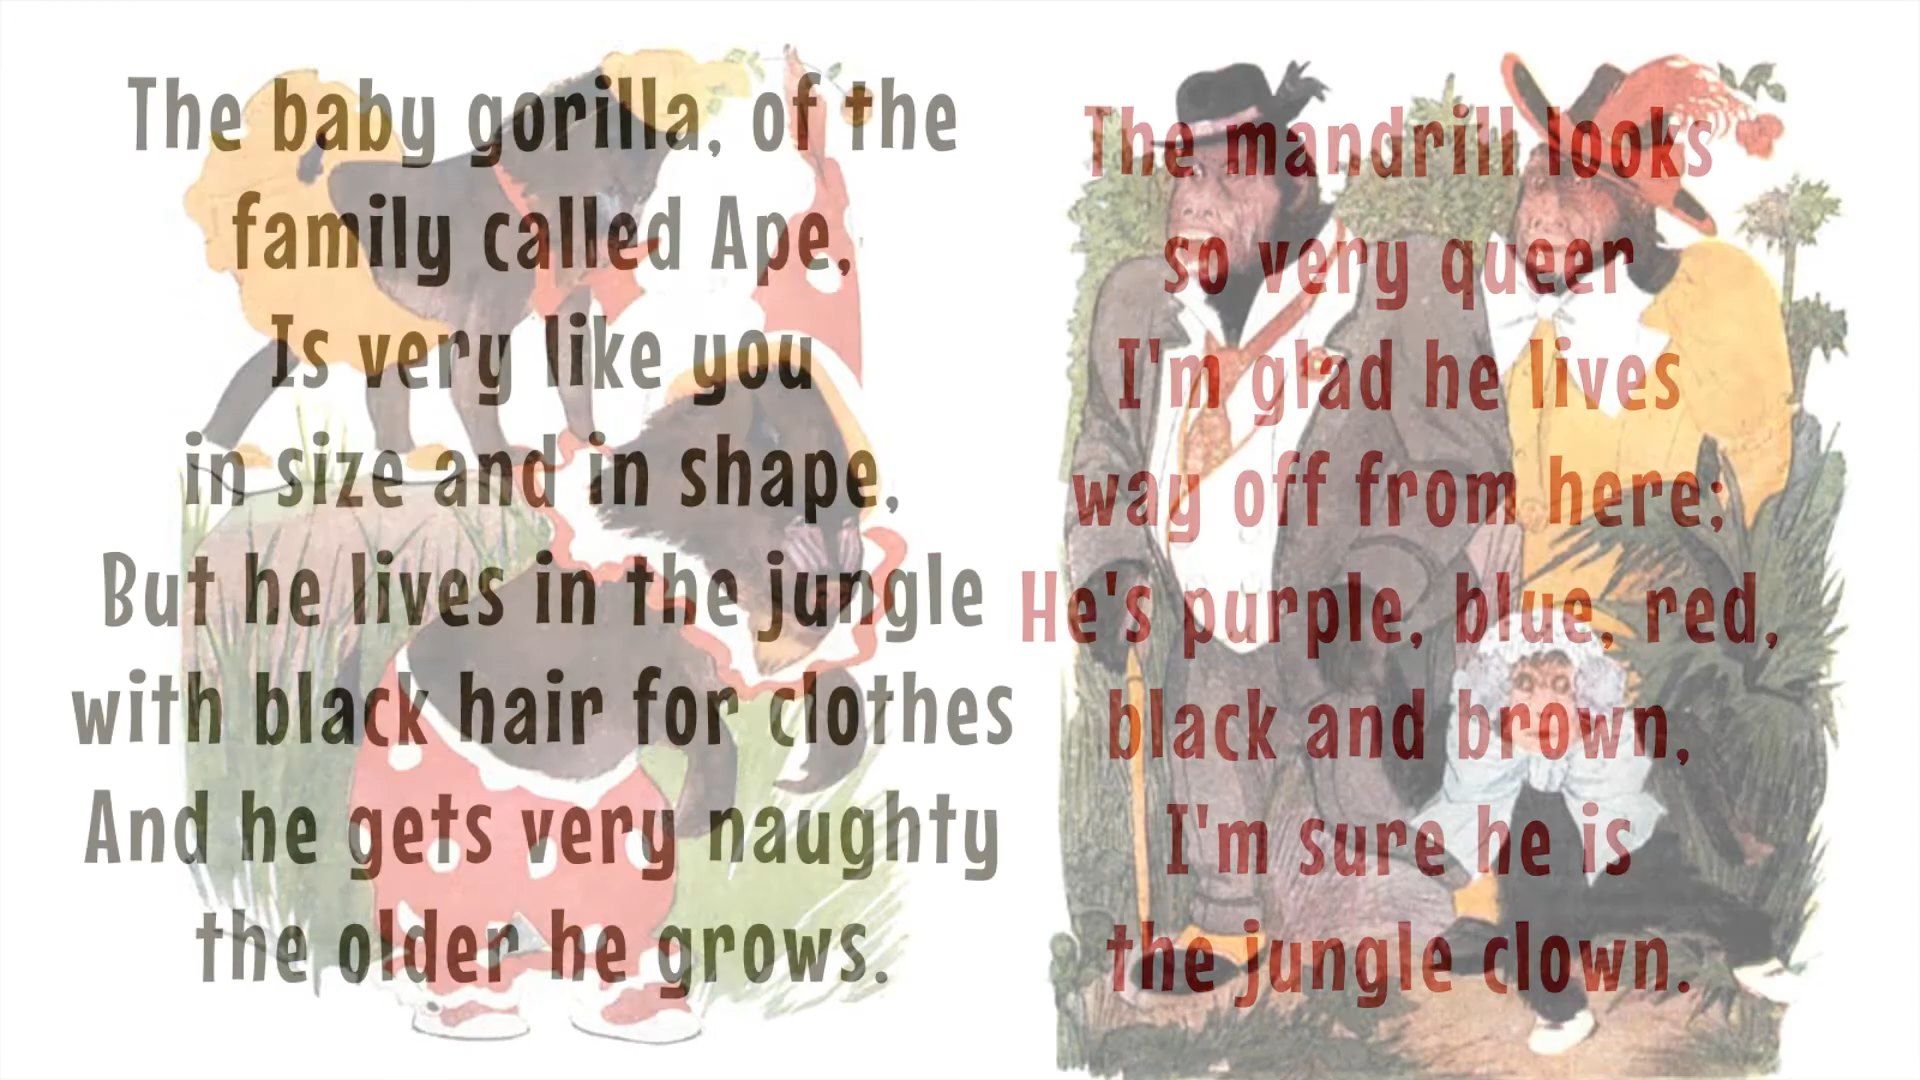 The baby gorilla, of the
family called Ape,
Is very like you
in size and in shape,
But he lives in the jungle
with black hair for clothes
And he gets very naughty
the older he grows.
The mandrill looks
so very queer
I'm glad he lives
way off from here;
He's purple, blue, red,
black and brown,
I'm sure he is
the jungle clown.